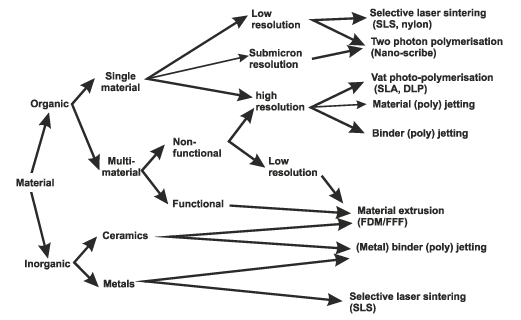 Low
resolution
Selective laser sintering
(SLS, nylon)
Two photon polymerisation
(Nano-scribe)
Submicron
resolution
Single
material
Vat photo-polymerisation
(SLA, DLP)
high
resolution
Material (poly) jetting
Organic
Binder (poly) jetting
Non-
functional
Multi-
material
Low
resolution
Material
Functional
Material extrusion
(FDM/FFF)
Ceramics
(Metal) binder (poly) jetting
Inorganic
Metals
Selective laser sintering
(SLS)